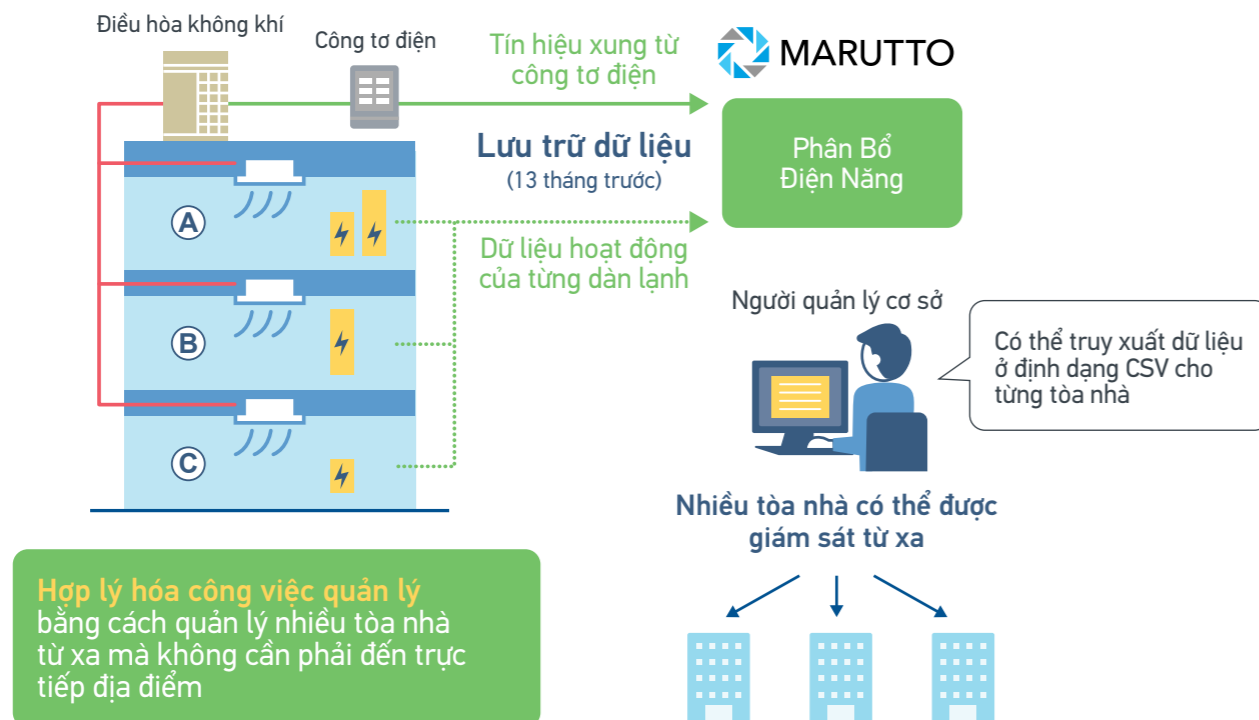 Điều hòa không khí
Công tơ điện
Tín hiệu xung từ
công tơ điện
MARUTTO
Lưu trữ dữ liệu
(13 tháng trước)
Phân Bổ
Điện Năng
A
Dữ liệu hoạt động
của từng dàn lạnh
B
C
Người quản lý cơ sở
Có thể truy xuất dữ liệu
ở định dạng CSV cho
từng tòa nhà
Nhiều tòa nhà có thể được
giám sát từ xa
Hợp lý hóa công việc quản lý
bằng cách quản lý nhiều tòa nhà
từ xa mà không cần phải đến trực
tiếp địa điểm